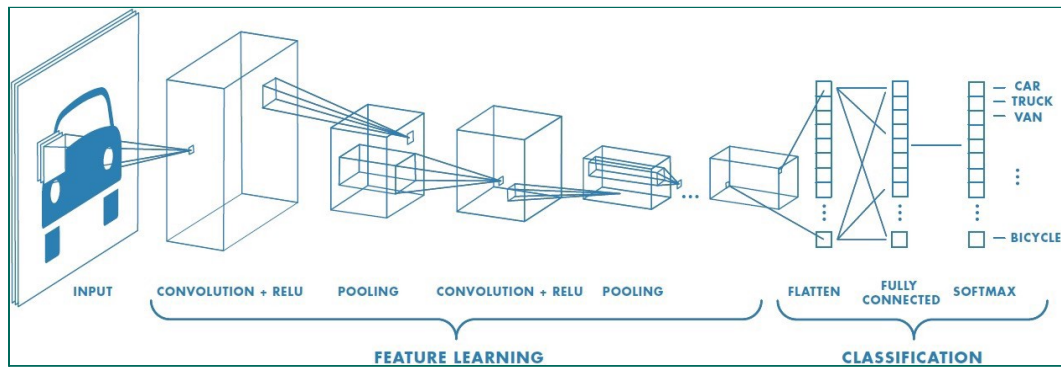 CAR
TRUCK
VAN
BICYCLE
INPUT
CONVOLUTION + RELU
POOLING
CONVOLUTION + RELU
POOLING
FLATTEN
FULLY
CONNECTED
SOFTMAX
FEATURE LEARNING
CLASSIFICATION